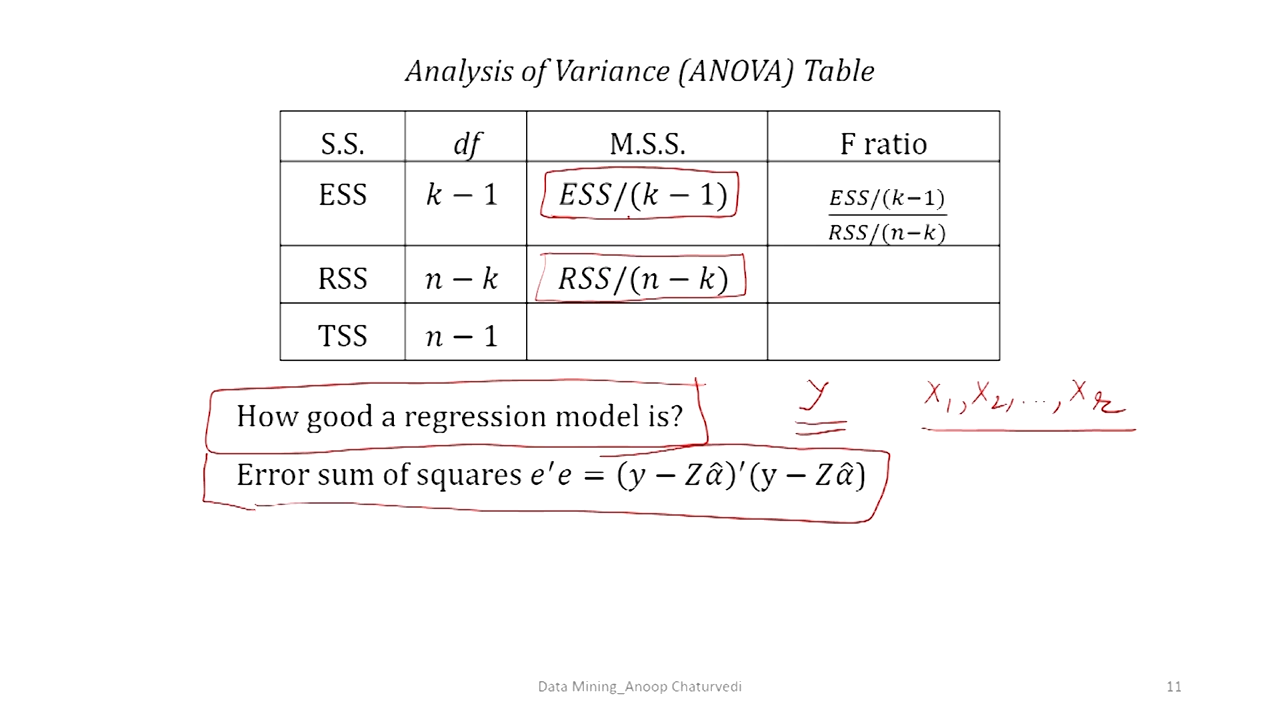 Analysis of Variance (ANOVA) Table
S.S. df M.S.S. F ratio
ESS k − 1 ESS/(k − 1) ESS/(k−1)
RSS/(n−k)
RSS n − k RSS/(n − k)
TSS n − 1
y x₁, x₂, ..., x
How good a regression model is?
Error sum of squares e′e = (y − Zα̂)′(y − Zα̂)
Data Mining_Anoop Chaturvedi 11